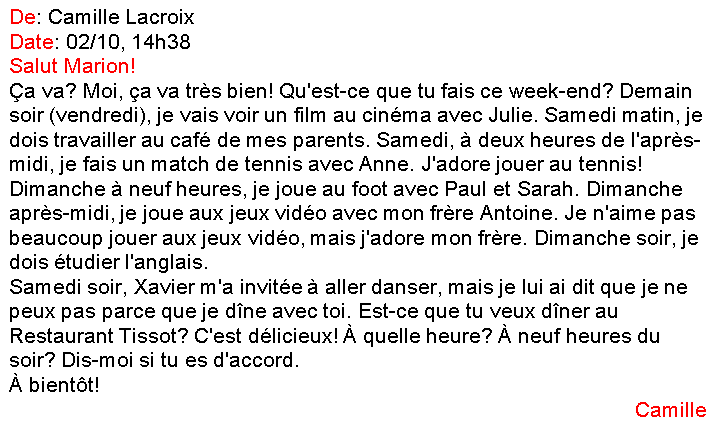 De: Camille Lacroix
Date: 02/10, 14h38
Salut Marion!
Ça va? Moi, ça va très bien! Qu'est-ce que tu fais ce week-end? Demain
soir (vendredi), je vais voir un film au cinéma avec Julie. Samedi matin, je
dois travailler au café de mes parents. Samedi, à deux heures de l'après-
midi, je fais un match de tennis avec Anne. J'adore jouer au tennis!
Dimanche à neuf heures, je joue au foot avec Paul et Sarah. Dimanche
après-midi, je joue aux jeux vidéo avec mon frère Antoine. Je n'aime pas
beaucoup jouer aux jeux vidéo, mais j'adore mon frère. Dimanche soir, je
dois étudier l'anglais.
Samedi soir, Xavier m'a invitée à aller danser, mais je lui ai dit que je ne
peux pas parce que je dîne avec toi. Est-ce que tu veux dîner au
Restaurant Tissot? C'est délicieux! À quelle heure? À neuf heures du
soir? Dis-moi si tu es d'accord.
À bientôt!
Camille